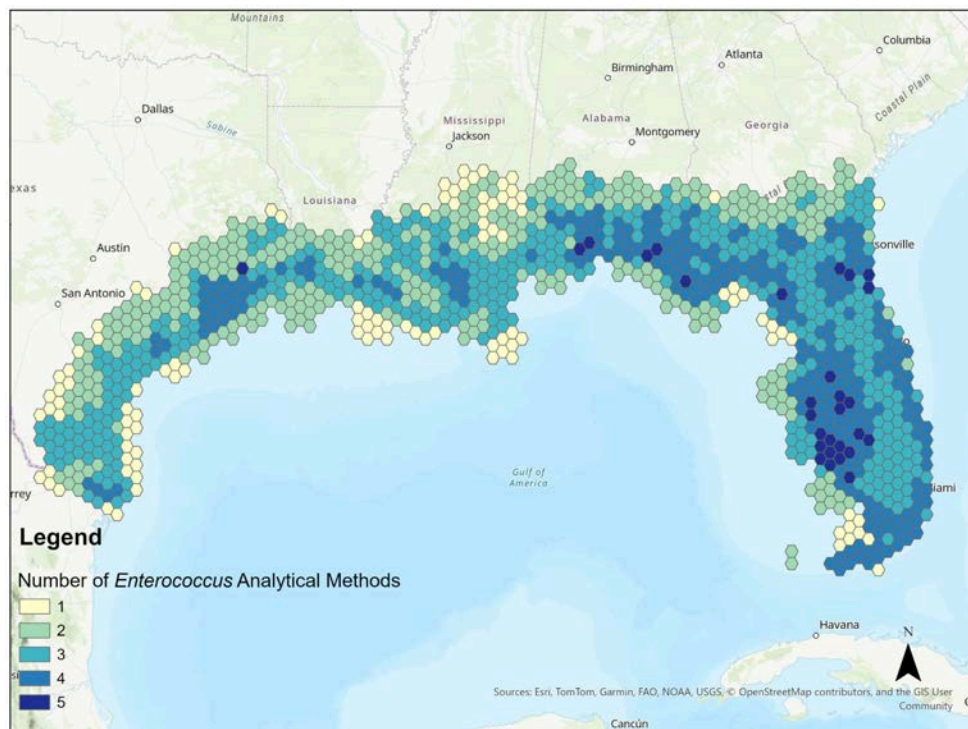 Mountains
Columbia
Atlanta
Birmingham
Dallas
Coastal Plain
Mississippi
Alabama
Sabine
Jackson
Montgomery
Georgia
exas
Louisiana
Austin
sonville
San Antonio
Gulf of
America
rrey
iami
Legend
Number of Enterococcus Analytical Methods
1
2
3
4
5
Havana
N
Sources: Esri, TomTom, Garmin, FAO, NOAA, USGS, © OpenStreetMap contributors, and the GIS User
Community
Cancún